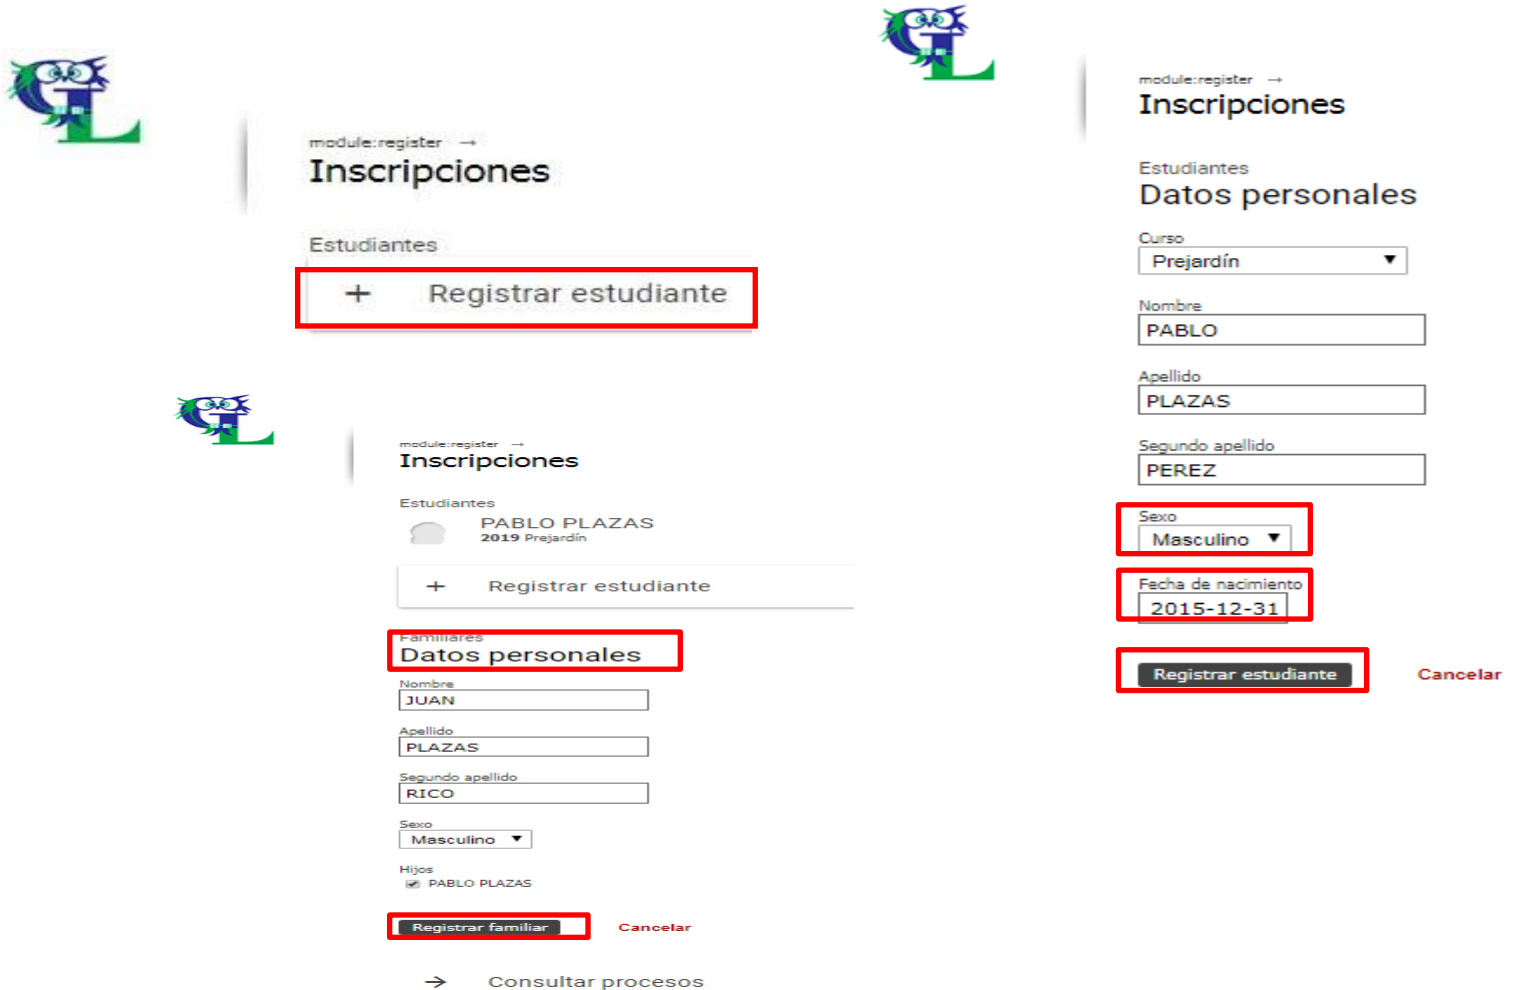 module:register →
Inscripciones
Estudiantes
+ Registrar estudiante
module:register →
Inscripciones
Estudiantes
Datos personales
Curso
Prejardín
Nombre
PABLO
Apellido
PLAZAS
Segundo apellido
PEREZ
Sexo
Masculino
Fecha de nacimiento
2015-12-31
Registrar estudiante Cancelar
module:register →
Inscripciones
Estudiantes
PABLO PLAZAS
2019 Prejardín
+ Registrar estudiante
Familiares
Datos personales
Nombre
JUAN
Apellido
PLAZAS
Segundo apellido
RICO
Sexo
Masculino
Hijos
PABLO PLAZAS
Registrar familiar Cancelar
→ Consultar procesos